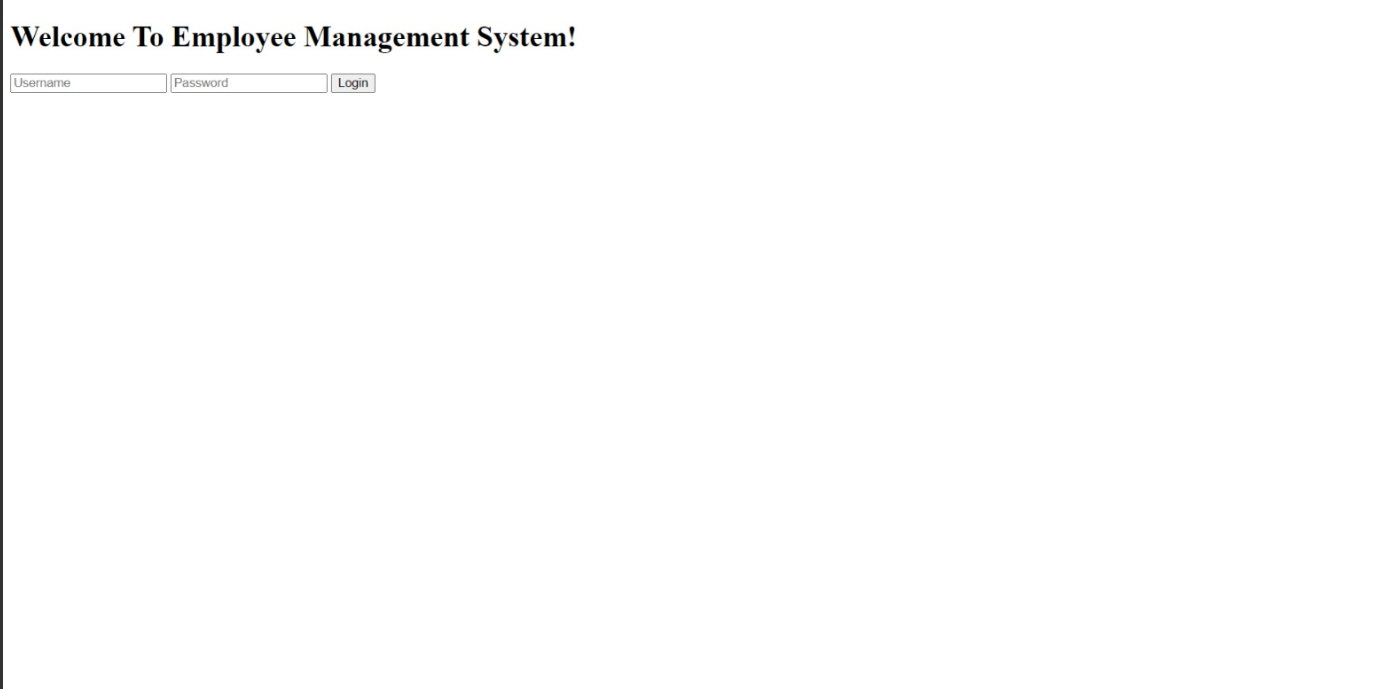 Welcome To Employee Management System!
Username Password Login